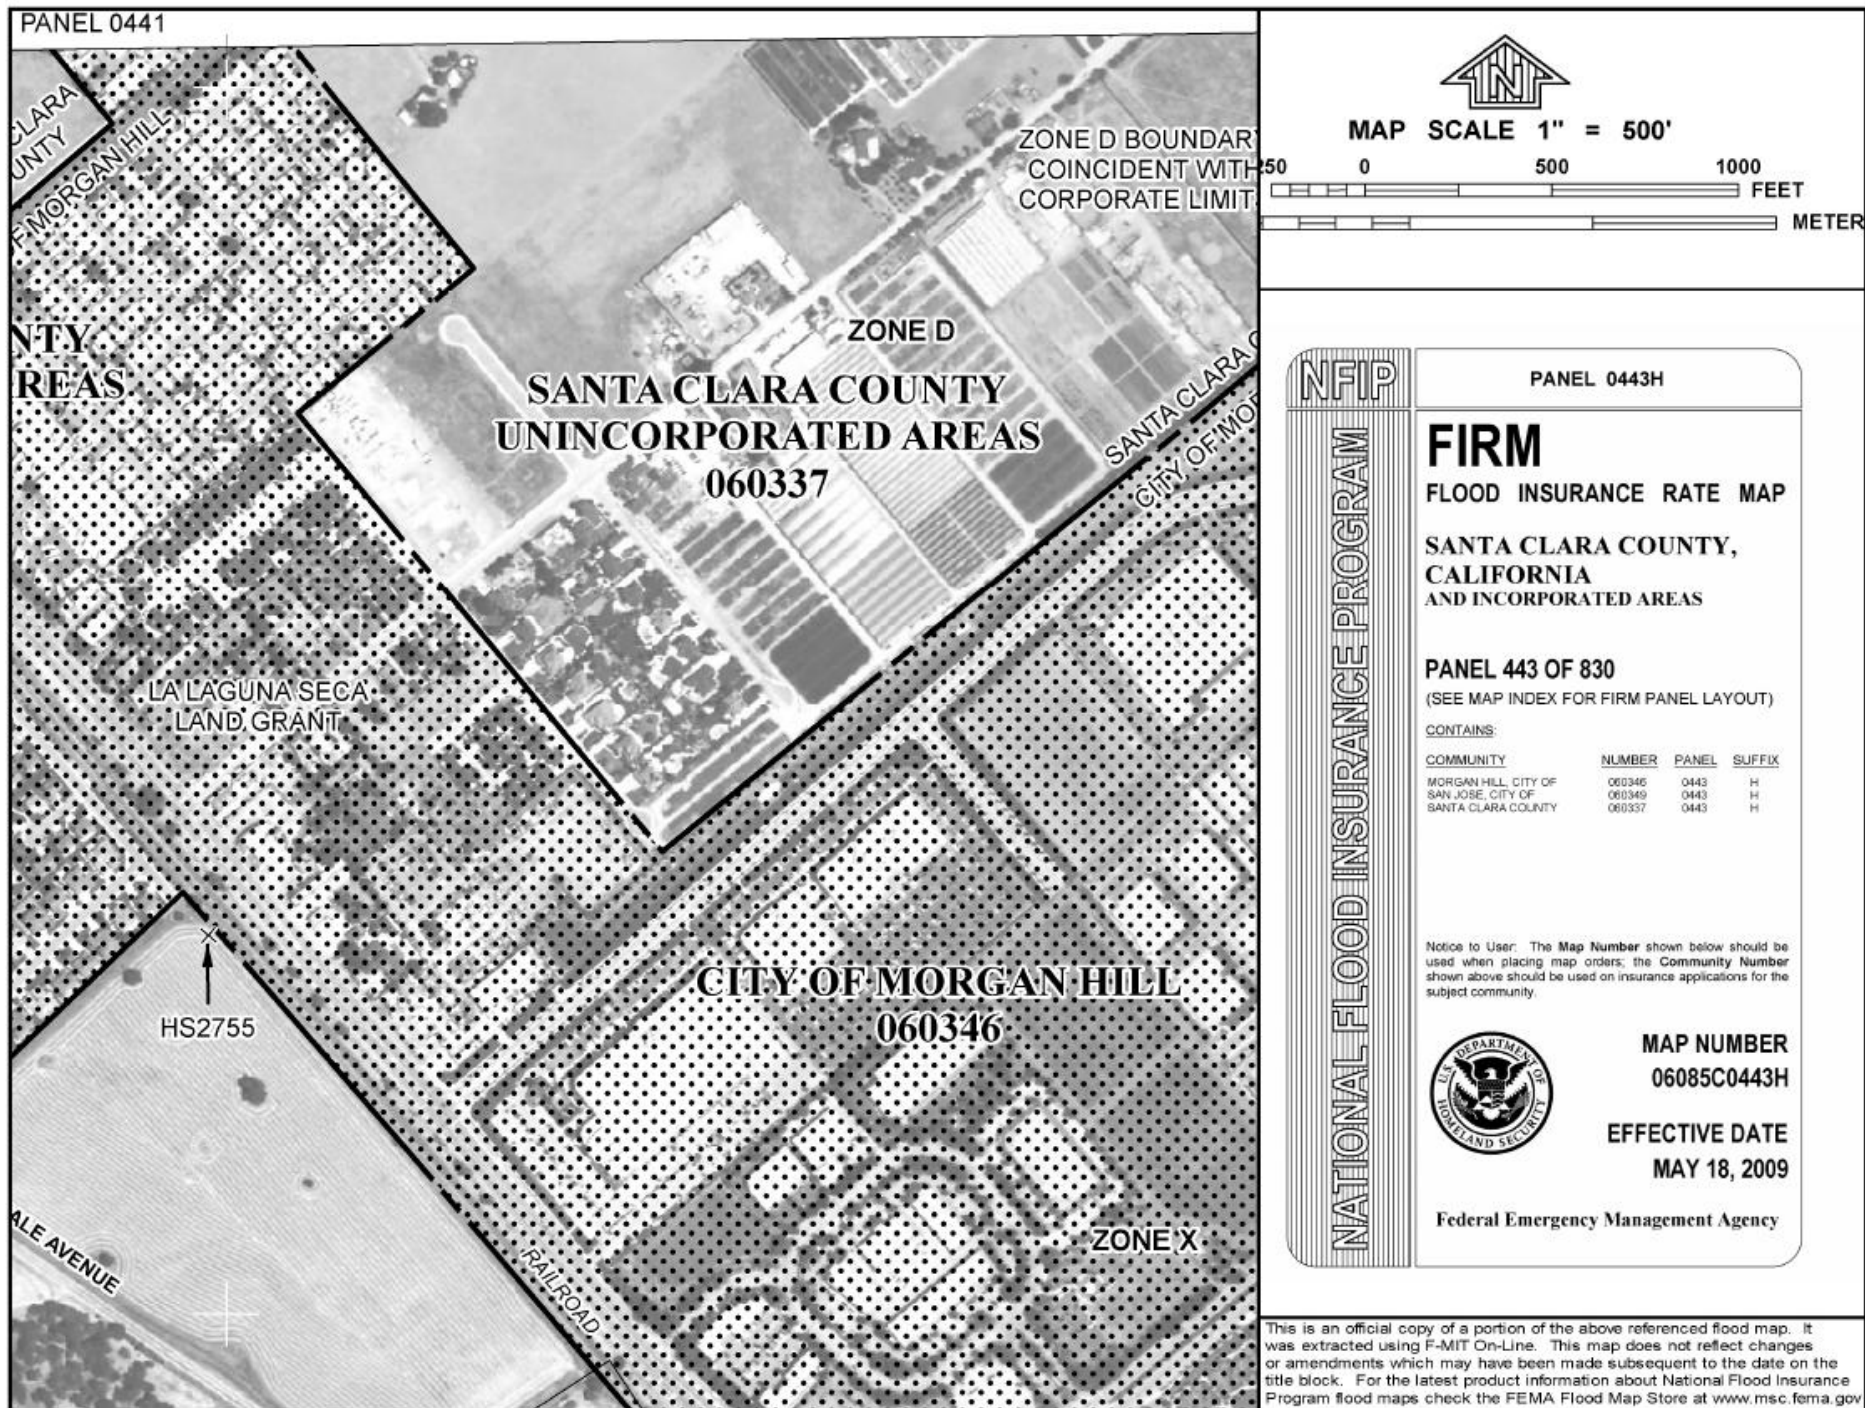 PANEL 0441
CLARA
UNTY
F MORGAN HILL
NTY
REAS
ZONE D BOUNDARY
COINCIDENT WITH
CORPORATE LIMIT
ZONE D
SANTA CLARA COUNTY
UNINCORPORATED AREAS
060337
SANTA CLARA C
CITY OF MOR
LA LAGUNA SECA
LAND GRANT
HS2755
CITY OF MORGAN HILL
060346
ZONE X
ALE AVENUE
RAILROAD
N
MAP SCALE 1" = 500'
250 0 500 1000
FEET
METER
NFIP
NATIONAL FLOOD INSURANCE PROGRAM
PANEL 0443H
FIRM
FLOOD INSURANCE RATE MAP
SANTA CLARA COUNTY,
CALIFORNIA
AND INCORPORATED AREAS
PANEL 443 OF 830
(SEE MAP INDEX FOR FIRM PANEL LAYOUT)
CONTAINS:
COMMUNITY NUMBER PANEL SUFFIX
MORGAN HILL, CITY OF 060346 0443 H
SAN JOSE, CITY OF 060349 0443 H
SANTA CLARA COUNTY 060337 0443 H
Notice to User: The Map Number shown below should be
used when placing map orders; the Community Number
shown above should be used on insurance applications for the
subject community.
U.S. DEPARTMENT OF
HOMELAND SECURITY
MAP NUMBER
06085C0443H
EFFECTIVE DATE
MAY 18, 2009
Federal Emergency Management Agency
This is an official copy of a portion of the above referenced flood map. It
was extracted using F-MIT On-Line. This map does not reflect changes
or amendments which may have been made subsequent to the date on the
title block. For the latest product information about National Flood Insurance
Program flood maps check the FEMA Flood Map Store at www.msc.fema.gov